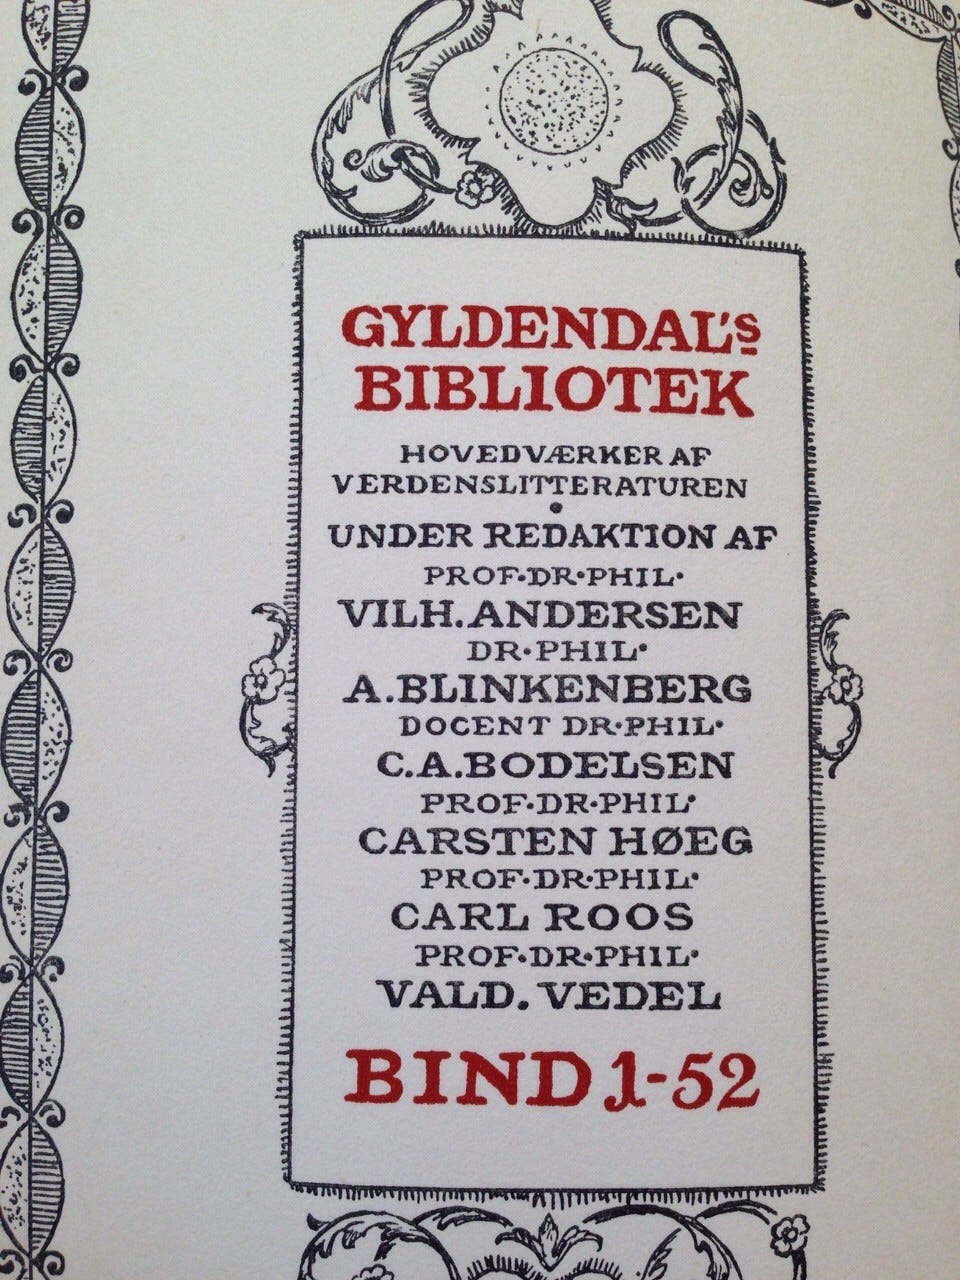 GYLDENDAL's
BIBLIOTEK
HOVEDVÆRKER AF
VERDENSLITTERATUREN
•
UNDER REDAKTION AF
PROF·DR·PHIL·
VILH. ANDERSEN
DR·PHIL·
A. BLINKENBERG
DOCENT DR·PHIL·
C. A. BODELSEN
PROF·DR·PHIL·
CARSTEN HØEG
PROF·DR·PHIL·
CARL ROOS
PROF·DR·PHIL·
VALD. VEDEL
BIND 1-52